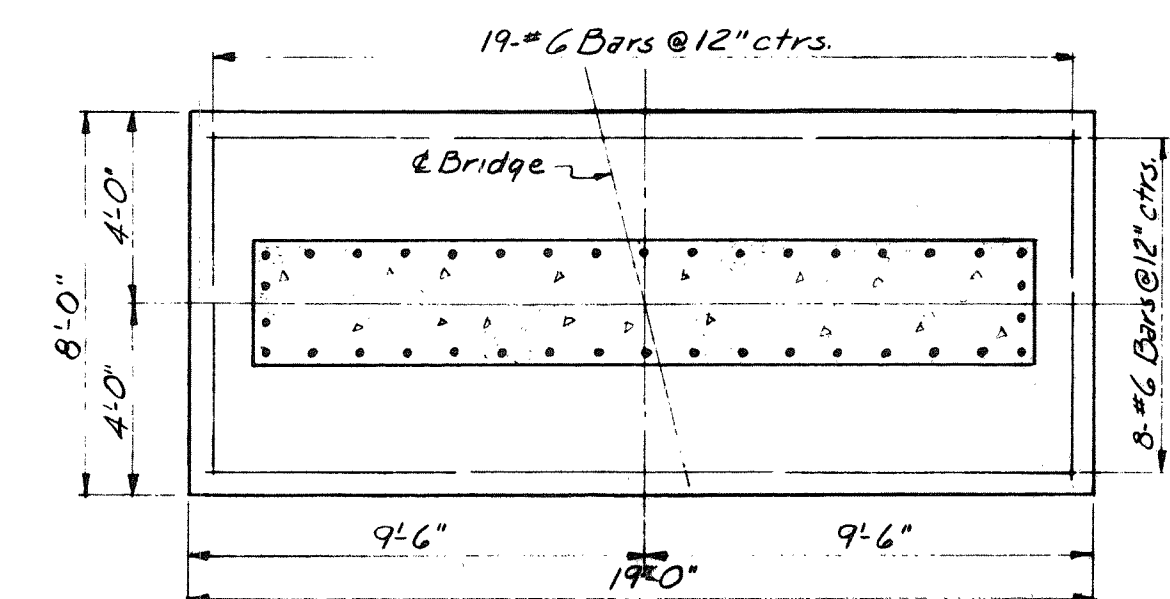 19-#6 Bars @ 12" ctrs.
℄ Bridge
4'-0"
8'-0"
4'-0"
8-#6 Bars @ 12" ctrs.
9'-6"
9'-6"
19'-0"